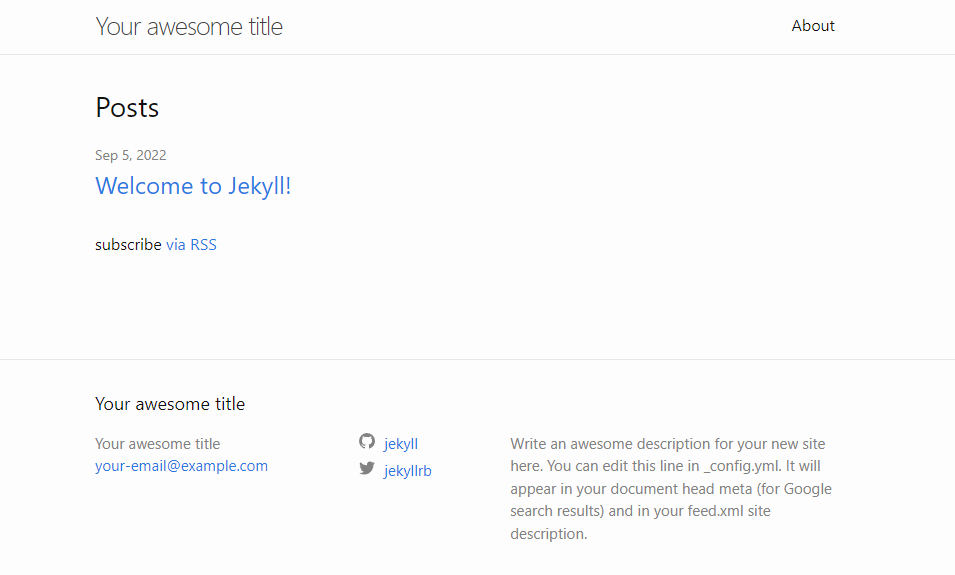 Your awesome title
About
Posts
Sep 5, 2022
Welcome to Jekyll!
subscribe via RSS
Your awesome title
Your awesome title
your-email@example.com
jekyll
jekyllrb
Write an awesome description for your new site
here. You can edit this line in _config.yml. It will
appear in your document head meta (for Google
search results) and in your feed.xml site
description.